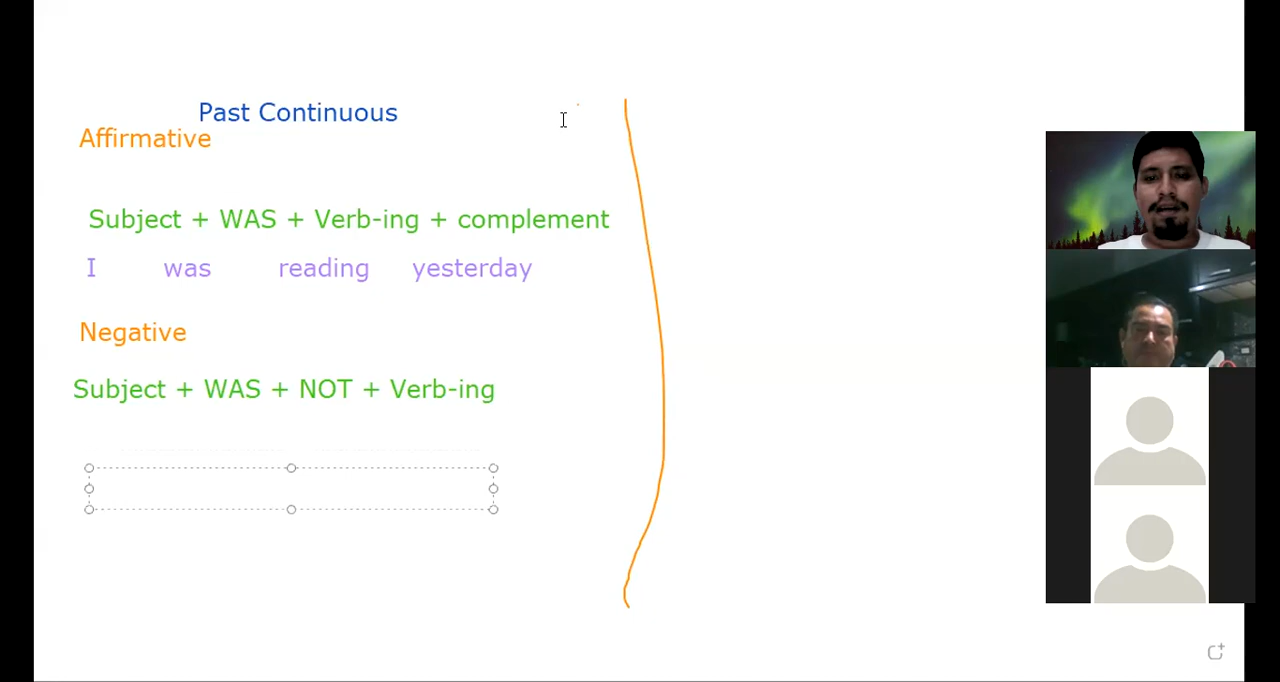 Past Continuous
Affirmative
Subject + WAS + Verb-ing + complement
I was reading yesterday
Negative
Subject + WAS + NOT + Verb-ing